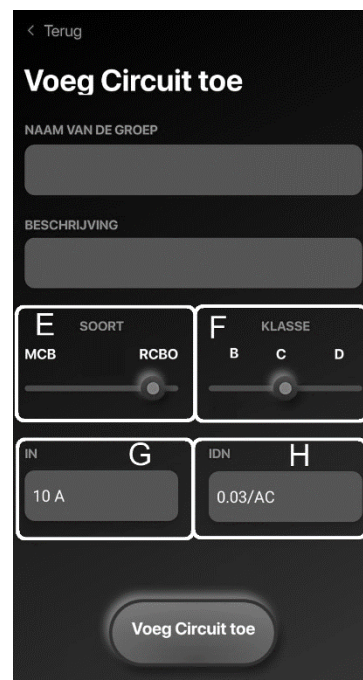 < Terug
Voeg Circuit toe
NAAM VAN DE GROEP
BESCHRIJVING
E SOORT
MCB RCBO
F KLASSE
B C D
IN G
10 A
IDN H
0.03/AC
Voeg Circuit toe